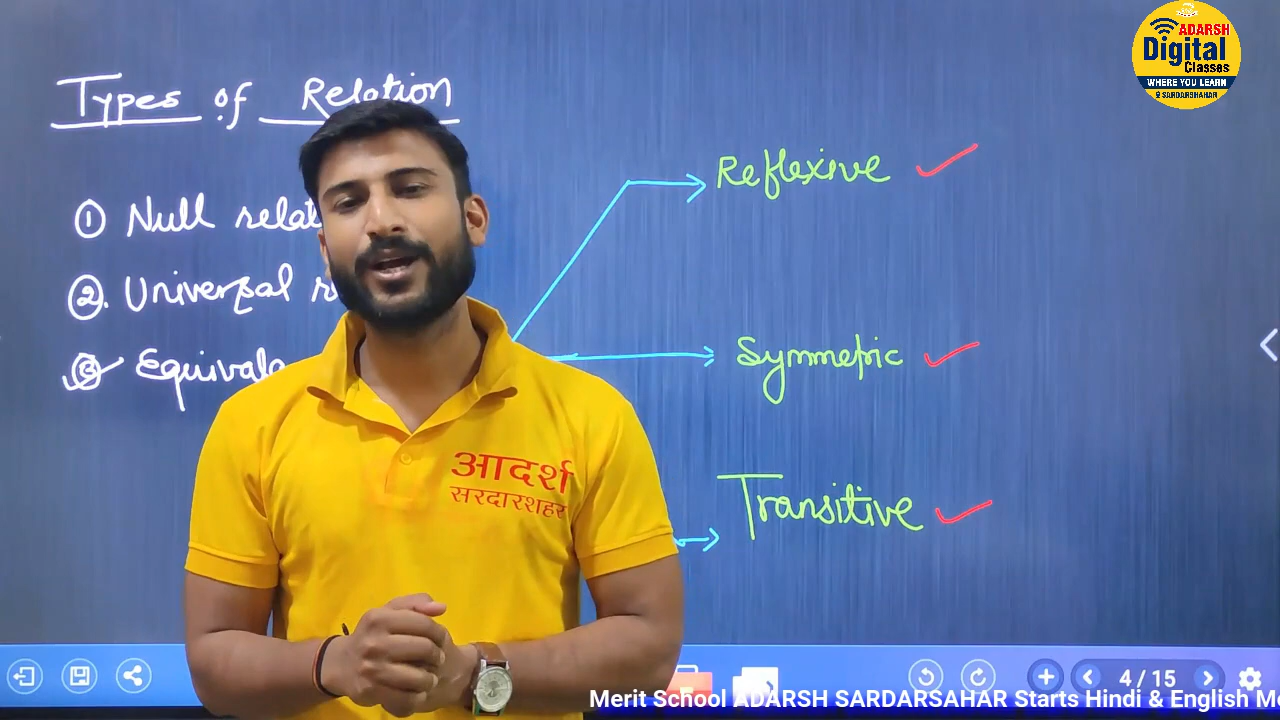 Types of Relation
① Null relat
②. Universal r
③ Equivale
Reflexive
Symmetric
Transitive
आदर्श
सरदारशहर
ADARSH
Digital
Classes
WHERE YOU LEARN
SARDARSHAHAR
4 / 15
Merit School ADARSH SARDARSAHAR Starts Hindi & English M